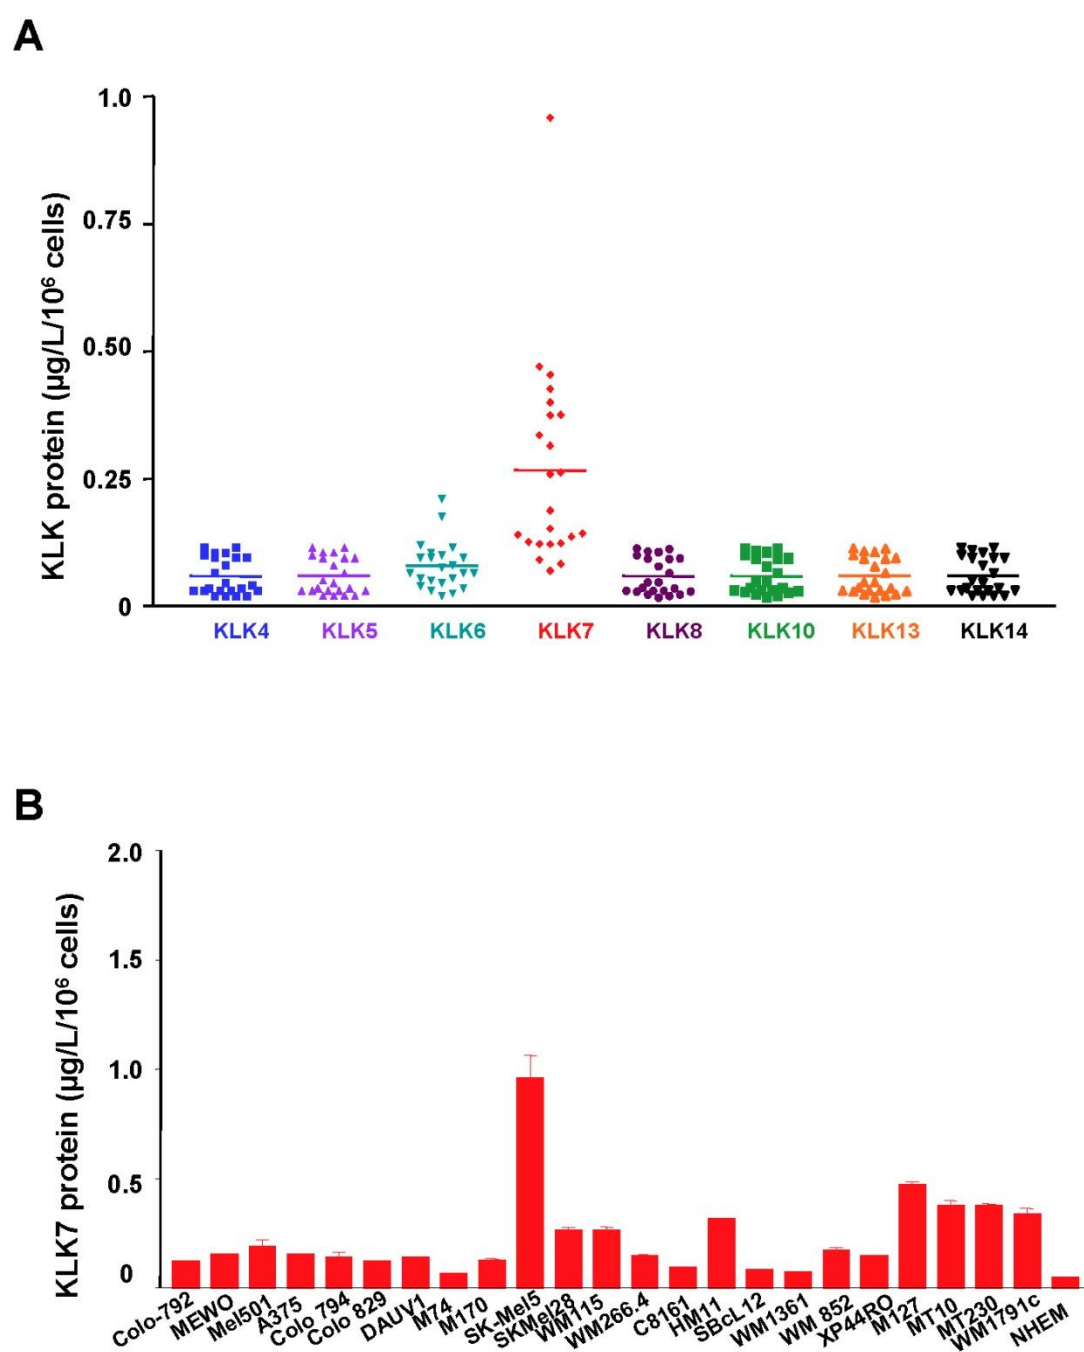 A
KLK protein (µg/L/10⁶ cells)
1.0
0.75
0.50
0.25
0
KLK4 KLK5 KLK6 KLK7 KLK8 KLK10 KLK13 KLK14
B
KLK7 protein (µg/L/10⁶ cells)
2.0
1.5
1.0
0.5
0
Colo-792
MEWO
Mel501
A375
Colo 794
Colo 829
DAUV1
M74
M170
SK-Mel5
SKMel28
WM115
WM266.4
C8161
HM11
SBcL12
WM1361
WM 852
XP44RO
M127
MT10
MT230
WM1791c
NHEM